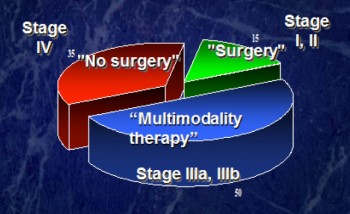 Stage
IV
35
"No surgery"
15
"Surgery”
Stage
I, II
“Multimodality
therapy”
Stage IIIa, IIIb
50